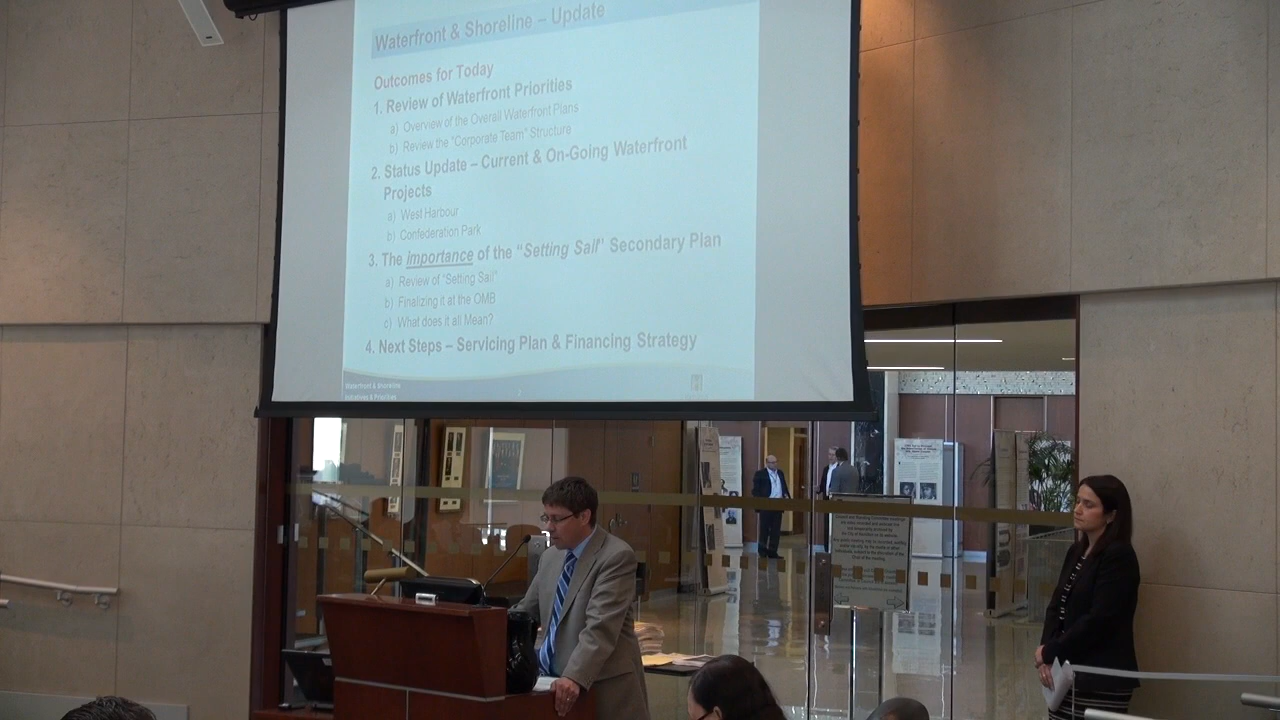 Waterfront & Shoreline – Update
Outcomes for Today
1. Review of Waterfront Priorities
a) Overview of the Overall Waterfront Plans
b) Review the "Corporate Team" Structure
2. Status Update – Current & On-Going Waterfront
Projects
a) West Harbour
b) Confederation Park
3. The Importance of the "Setting Sail" Secondary Plan
a) Review of "Setting Sail"
b) Finalizing it at the OMB
c) What does it all Mean?
4. Next Steps – Servicing Plan & Financing Strategy
Waterfront & Shoreline
Initiatives & Priorities